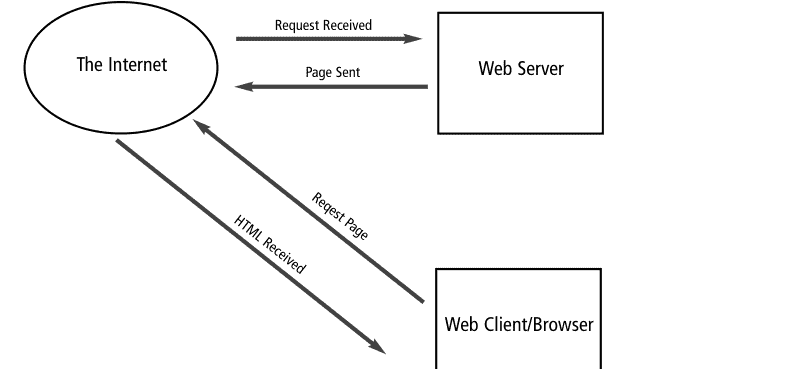 Request Received
The Internet
Web Server
Page Sent
Reqest Page
HTML Received
Web Client/Browser